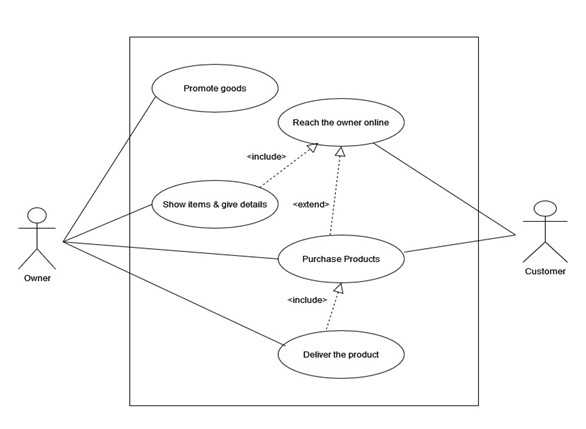 Promote goods
Reach the owner online
<include>
Show items & give details
<extend>
Owner
Customer
Purchase Products
<include>
Deliver the product